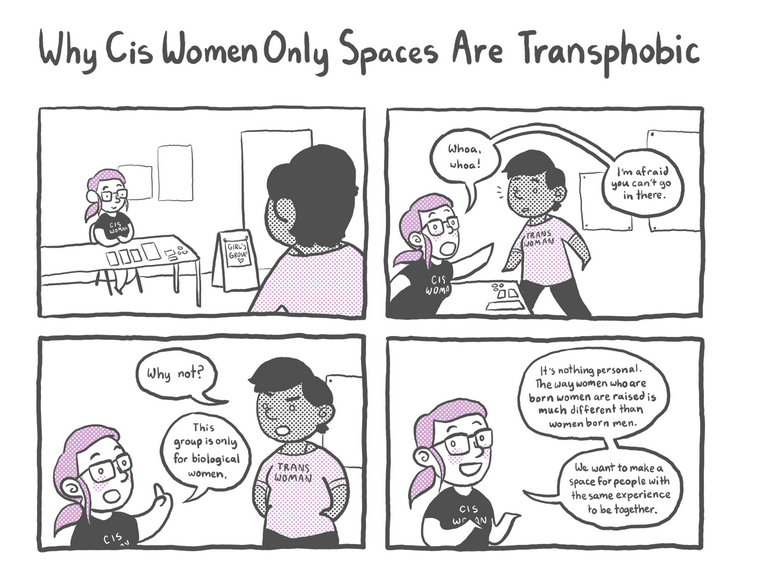 Why Cis Women Only Spaces Are Transphobic
CIS
WOMAN
GIRL'S
GROUP
Whoa,
whoa!
I'm afraid
you can't go
in there.
TRANS
WOMAN
CIS
WOMA
Why not?
This
group is only
for biological
women.
TRANS
WOMAN
CIS
It's nothing personal.
The way women who are
born women are raised is
much different than
women born men.
We want to make a
space for people with
the same experience
to be together.
CIS